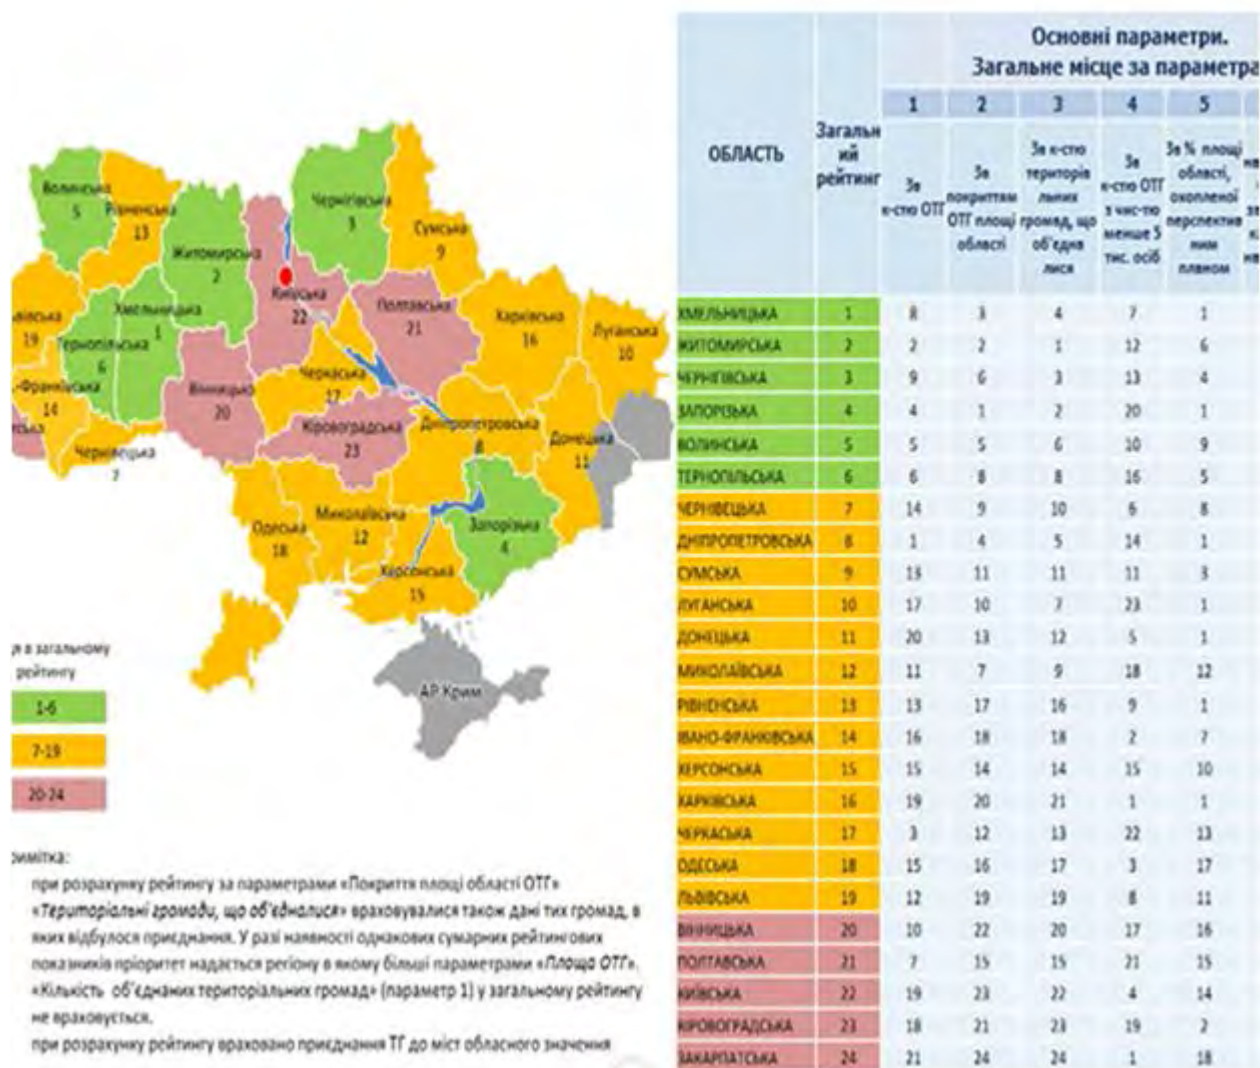 Волинська
5
Рівненська
13
Житомирська
2
Чернігівська
3
Сумська
9
Київська
22
Полтавська
21
Харківська
16
Луганська
10
ьвівська
19
Тернопільська
6
Хмельницька
1
-Франківська
14
Чернівецька
7
Вінницько
20
Черкаська
17
Кіровоградська
23
Дніпропетровська
8
Донецька
11
Одеська
18
Миколаївська
12
Запорізька
4
Херсонська
15
АР Крим
я в загальному
рейтингу
1-6
7-19
20-24
римітка:
при розрахунку рейтингу за параметрами «Покриття площі області ОТГ»
«Територіальні громади, що об'єдналися» враховувалися також дані тих громад, в
яких відбулося приєднання. У разі наявності однакових сумарних рейтингових
показників пріоритет надається регіону в якому більші параметрами «Площа ОТГ».
«Кількість об'єднаних територіальних громад» (параметр 1) у загальному рейтингу
не враховується.
при розрахунку рейтингу враховано приєднання ТГ до міст обласного значення
Основні параметри.
Загальне місце за параметра
1 2 3 4 5
ОБЛАСТЬ
Загальн
ий
рейтинг
За
к-стю ОТГ
За
покриттям
ОТГ площі
області
За к-стю
територіа
льних
громад, що
об'єдна
лися
За
к-стю ОТГ
з чис-тю
менше 5
тис. осіб
За % площі
області,
охопленої
перспектив
ним
планом
ХМЕЛЬНИЦЬКА 1 8 3 4 7 1
ЖИТОМИРСЬКА 2 2 2 1 12 6
ЧЕРНІГІВСЬКА 3 9 6 3 13 4
ЗАПОРІЗЬКА 4 4 1 2 20 1
ВОЛИНСЬКА 5 5 5 6 10 9
ТЕРНОПІЛЬСЬКА 6 6 8 8 16 5
ЧЕРНІВЕЦЬКА 7 14 9 10 6 8
ДНІПРОПЕТРОВСЬКА 8 1 4 5 14 1
СУМСЬКА 9 13 11 11 11 3
ЛУГАНСЬКА 10 17 10 7 23 1
ДОНЕЦЬКА 11 20 13 12 5 1
МИКОЛАЇВСЬКА 12 11 7 9 18 12
РІВНЕНСЬКА 13 13 17 16 9 1
ІВАНО-ФРАНКІВСЬКА 14 16 18 18 2 7
ХЕРСОНСЬКА 15 15 14 14 15 10
ХАРКІВСЬКА 16 19 20 21 1 1
ЧЕРКАСЬКА 17 3 12 13 22 13
ОДЕСЬКА 18 15 16 17 3 17
ЛЬВІВСЬКА 19 12 19 19 8 11
ВІННИЦЬКА 20 10 22 20 17 16
ПОЛТАВСЬКА 21 7 15 15 21 15
КИЇВСЬКА 22 19 23 22 4 14
КІРОВОГРАДСЬКА 23 18 21 23 19 2
ЗАКАРПАТСЬКА 24 21 24 24 1 18